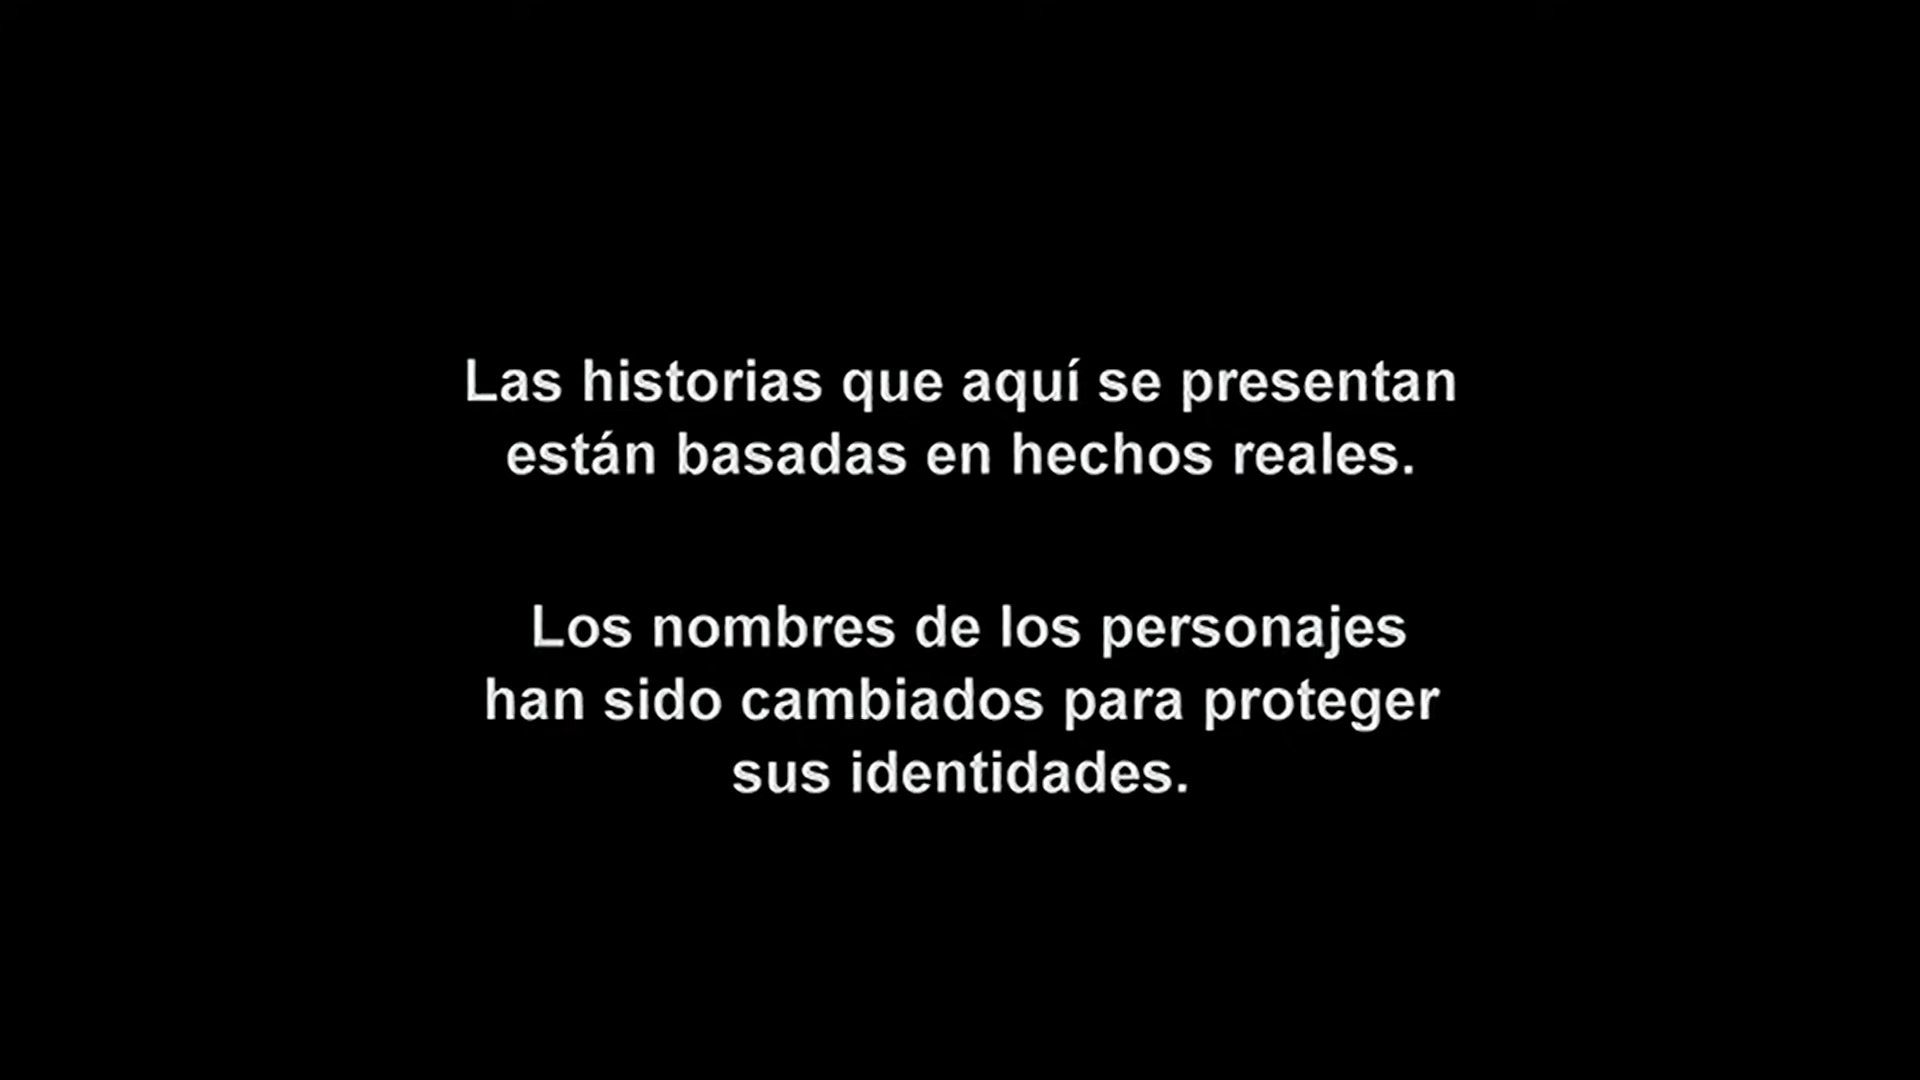 Las historias que aquí se presentan
están basadas en hechos reales.
Los nombres de los personajes
han sido cambiados para proteger
sus identidades.